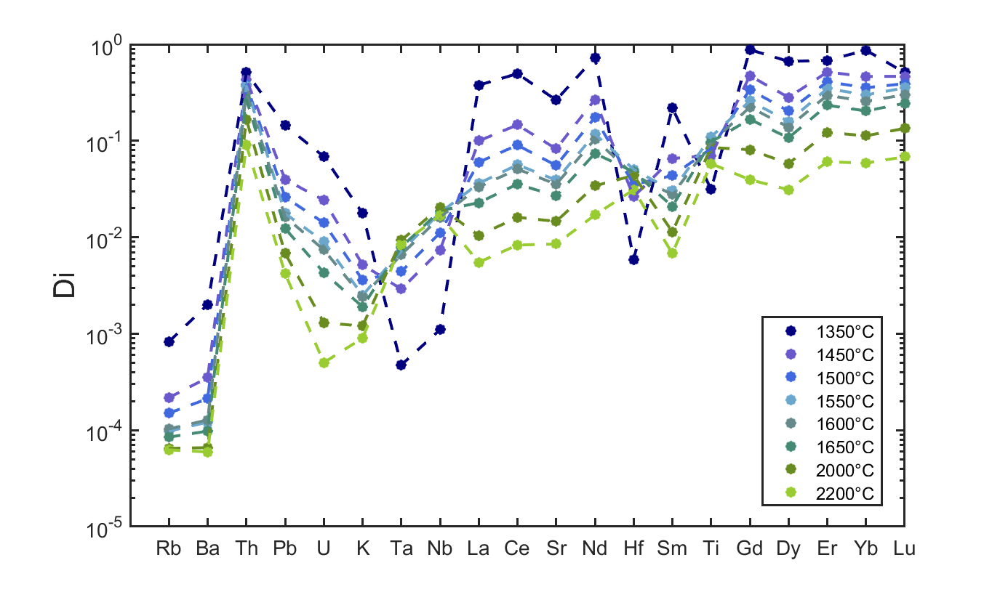 10^0
10^-1
10^-2
10^-3
10^-4
10^-5
Di
Rb Ba Th Pb U K Ta Nb La Ce Sr Nd Hf Sm Ti Gd Dy Er Yb Lu
1350°C
1450°C
1500°C
1550°C
1600°C
1650°C
2000°C
2200°C